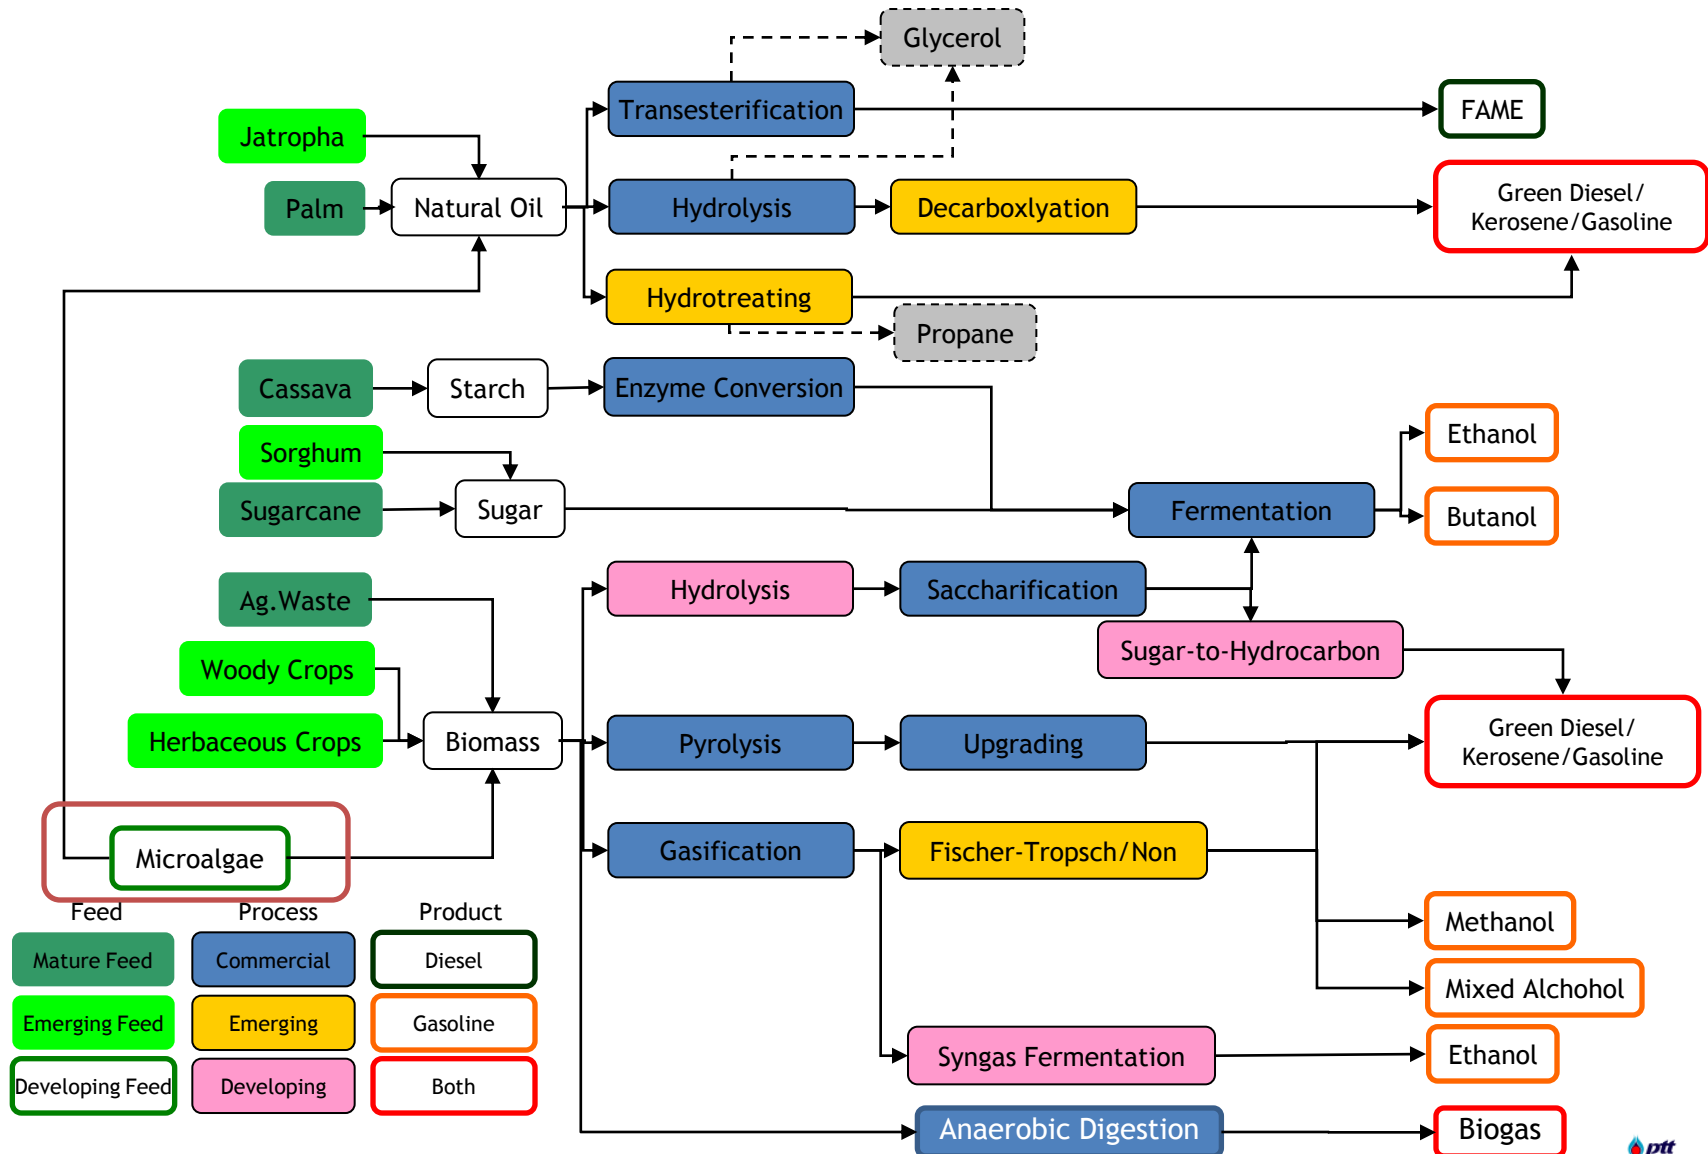 Glycerol
Transesterification
FAME
Jatropha
Palm
Natural Oil
Hydrolysis
Decarboxlyation
Green Diesel/
Kerosene/Gasoline
Hydrotreating
Propane
Cassava
Starch
Enzyme Conversion
Sorghum
Ethanol
Sugarcane
Sugar
Fermentation
Butanol
Ag.Waste
Hydrolysis
Saccharification
Woody Crops
Sugar-to-Hydrocarbon
Herbaceous Crops
Biomass
Pyrolysis
Upgrading
Green Diesel/
Kerosene/Gasoline
Microalgae
Gasification
Fischer-Tropsch/Non
Methanol
Mixed Alchohol
Syngas Fermentation
Ethanol
Anaerobic Digestion
Biogas
Feed
Process
Product
Mature Feed
Commercial
Diesel
Emerging Feed
Emerging
Gasoline
Developing Feed
Developing
Both
ptt